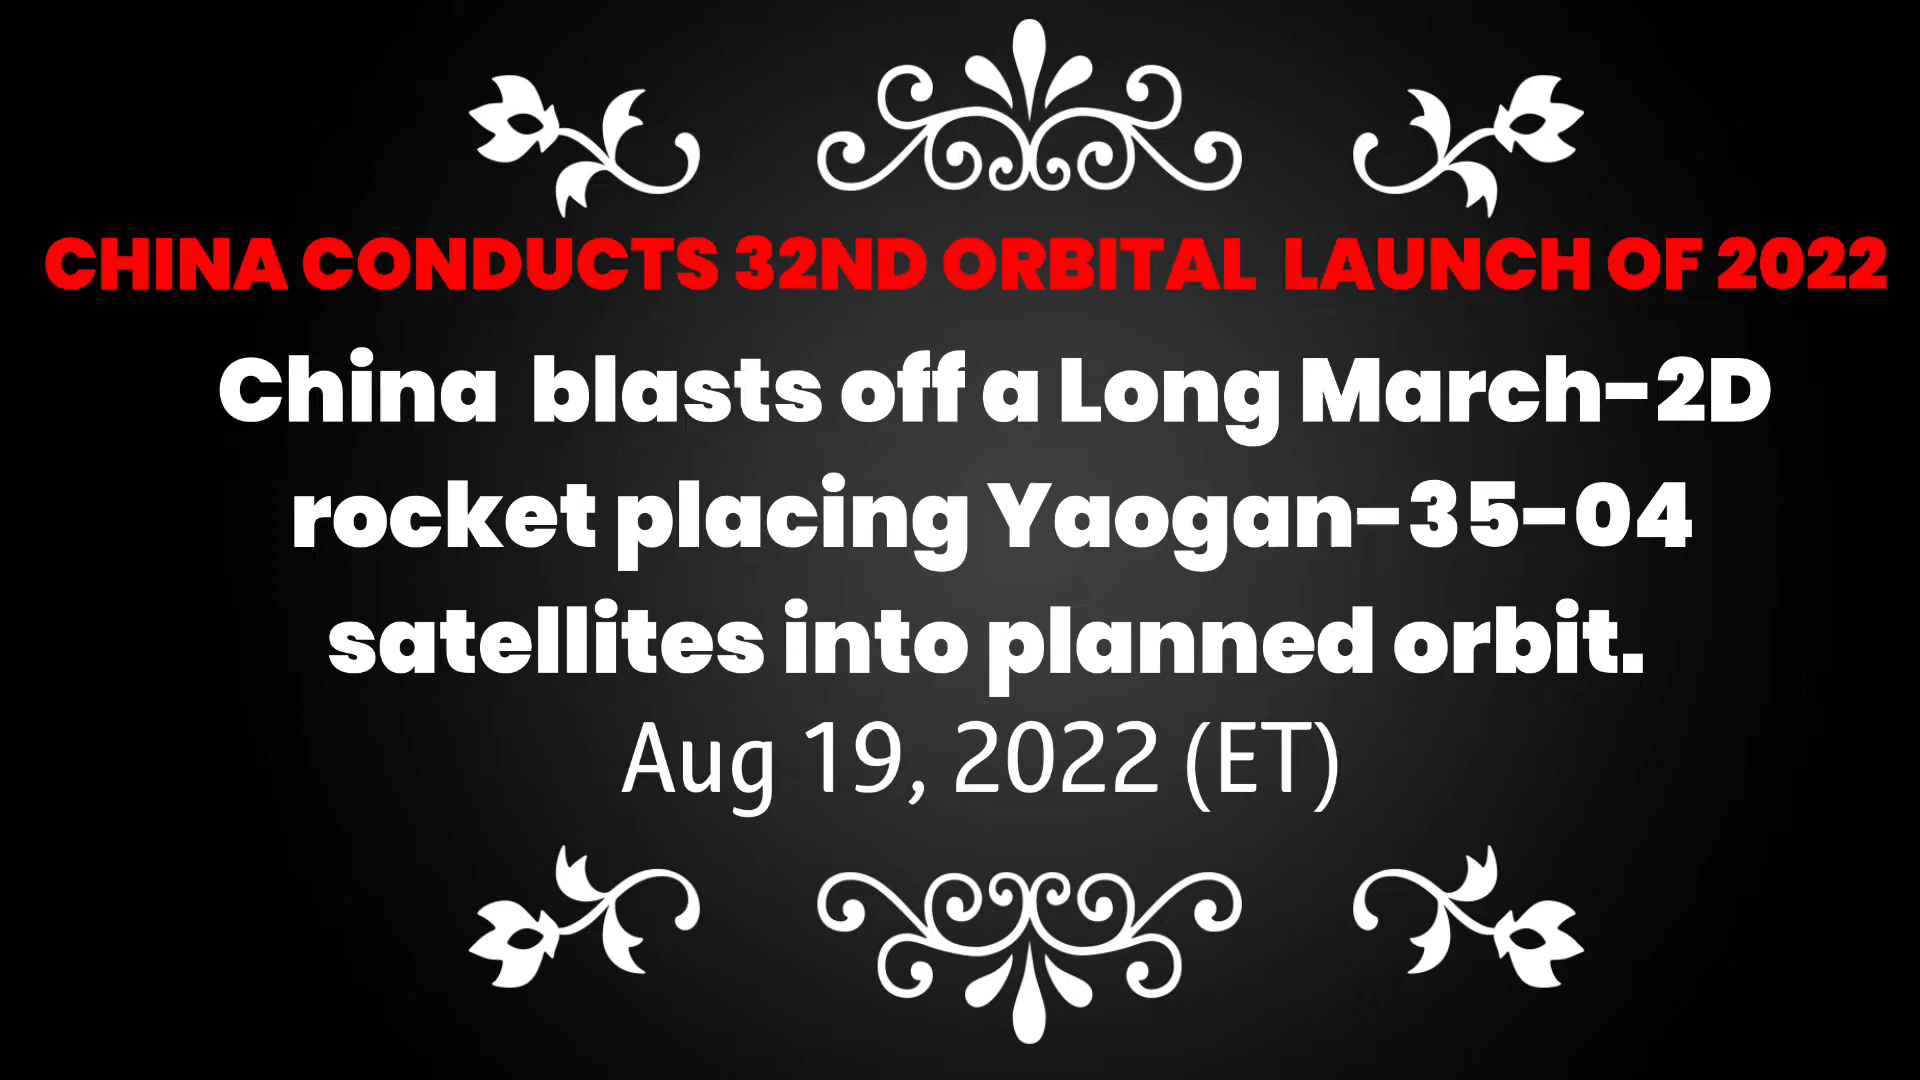 CHINA CONDUCTS 32ND ORBITAL LAUNCH OF 2022
China blasts off a Long March-2D
rocket placing Yaogan-35-04
satellites into planned orbit.
Aug 19, 2022 (ET)